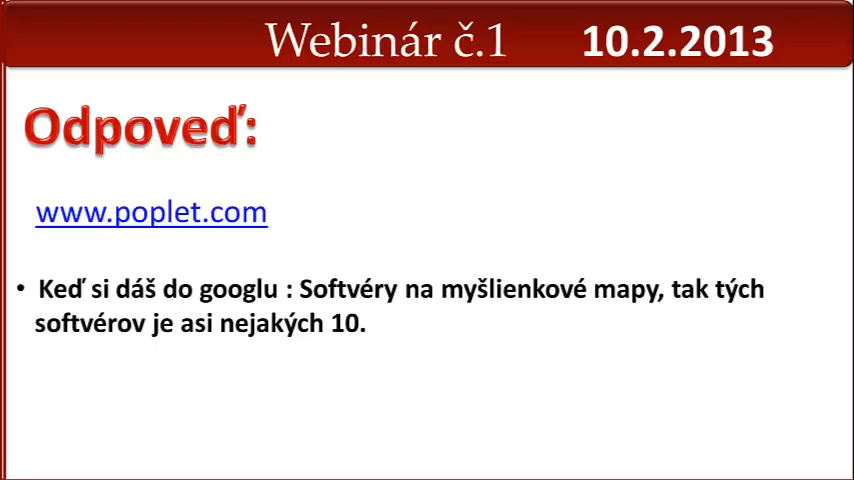 Webinár č.1 10.2.2013
Odpoveď:
www.poplet.com
• Keď si dáš do googlu : Softvéry na myšlienkové mapy, tak tých
softvérov je asi nejakých 10.